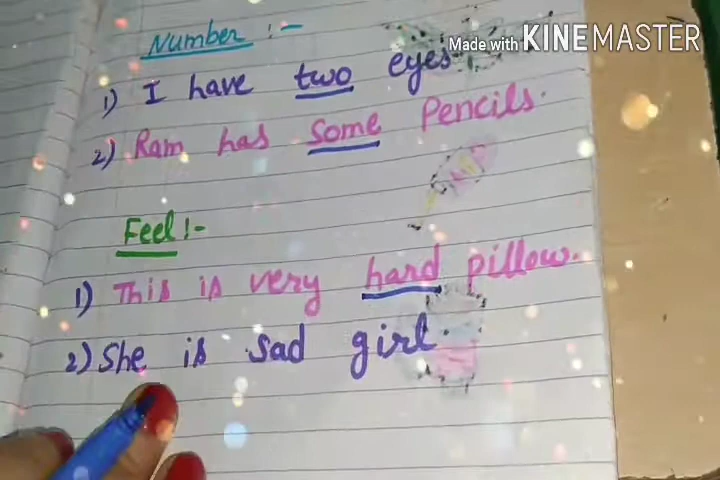 Made with KINEMASTER
Number :-
1) I have two eyes
2) Ram has some Pencils.
Feel :-
1) This is very hard pillow.
2) She is sad girl.